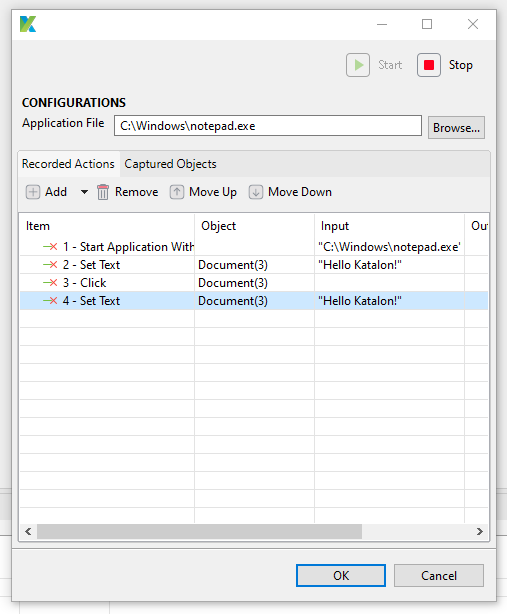 Start Stop
CONFIGURATIONS
Application File C:\Windows\notepad.exe Browse...
Recorded Actions Captured Objects
Add Remove Move Up Move Down
Item Object Input Ou
1 - Start Application With "C:\Windows\notepad.exe"
2 - Set Text Document(3) "Hello Katalon!"
3 - Click Document(3)
4 - Set Text Document(3) "Hello Katalon!"
OK Cancel